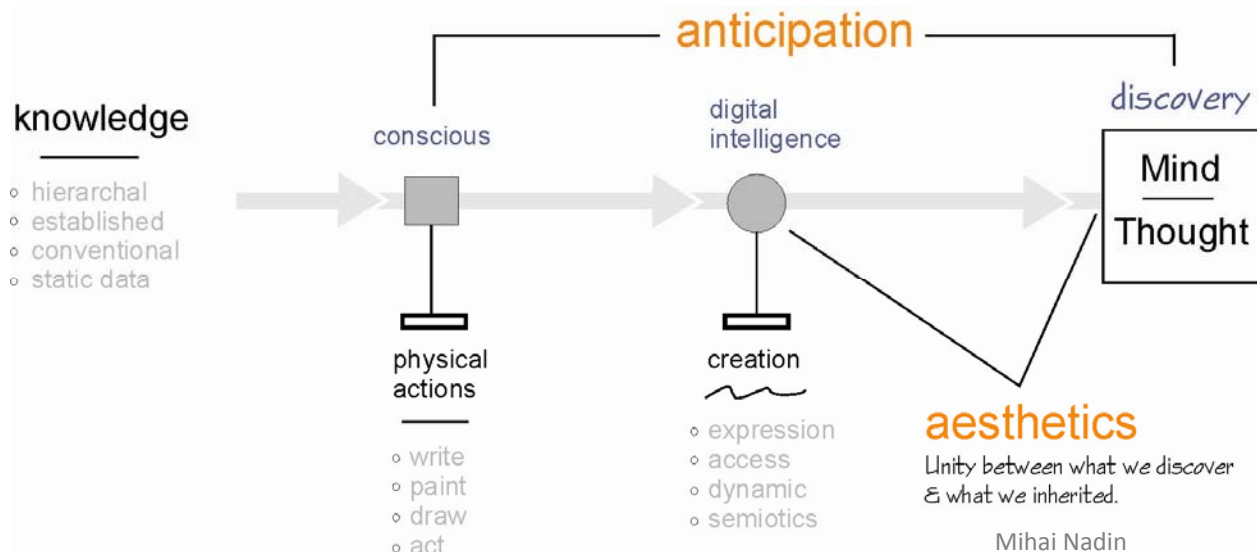 anticipation
discovery
knowledge
conscious
digital
intelligence
Mind
Thought
hierarchal
established
conventional
static data
physical
actions
write
paint
draw
act
creation
expression
access
dynamic
semiotics
aesthetics
Unity between what we discover
& what we inherited.
Mihai Nadin